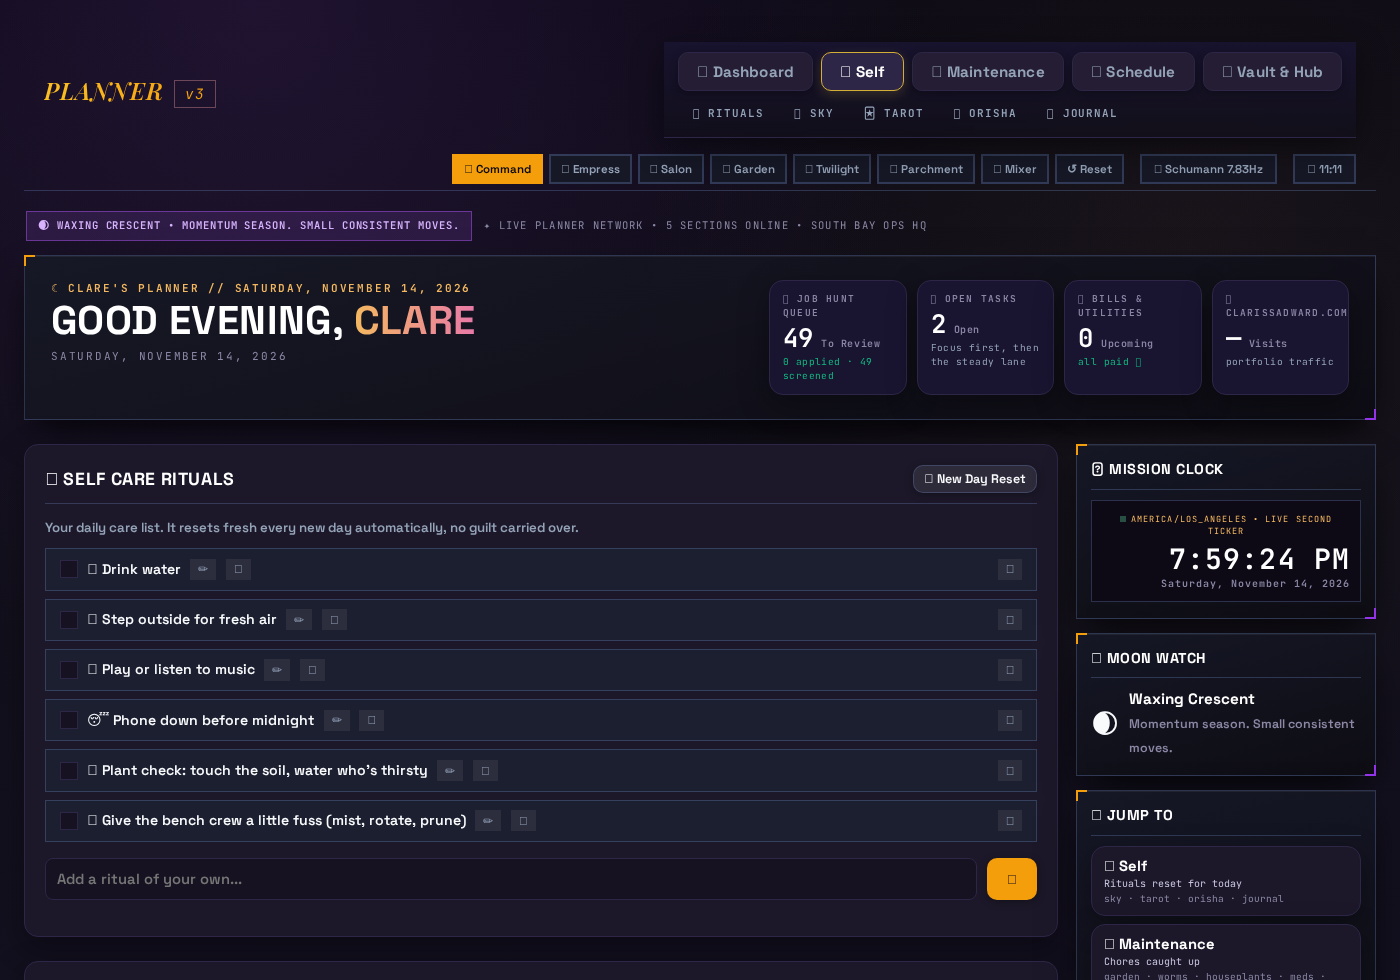 PLANNER v3
Dashboard Self Maintenance Schedule Vault & Hub
RITUALS SKY TAROT ORISHA JOURNAL
Command Empress Salon Garden Twilight Parchment Mixer ↺ Reset Schumann 7.83Hz 11:11
WAXING CRESCENT • MOMENTUM SEASON. SMALL CONSISTENT MOVES.
✦ LIVE PLANNER NETWORK • 5 SECTIONS ONLINE • SOUTH BAY OPS HQ
☾ CLARE'S PLANNER // SATURDAY, NOVEMBER 14, 2026
GOOD EVENING, CLARE
SATURDAY, NOVEMBER 14, 2026
JOB HUNT
QUEUE
49 To Review
0 applied · 49
screened
OPEN TASKS
2 Open
Focus first, then
the steady lane
BILLS &
UTILITIES
0 Upcoming
all paid
CLARISSADWARD.COM
— Visits
portfolio traffic
SELF CARE RITUALS
New Day Reset
Your daily care list. It resets fresh every new day automatically, no guilt carried over.
Drink water
Step outside for fresh air
Play or listen to music
😴 Phone down before midnight
Plant check: touch the soil, water who's thirsty
Give the bench crew a little fuss (mist, rotate, prune)
Add a ritual of your own...
MISSION CLOCK
AMERICA/LOS_ANGELES • LIVE SECOND
TICKER
7:59:24 PM
Saturday, November 14, 2026
MOON WATCH
Waxing Crescent
Momentum season. Small consistent
moves.
JUMP TO
Self
Rituals reset for today
sky · tarot · orisha · journal
Maintenance
Chores caught up
garden · worms · houseplants · meds ·